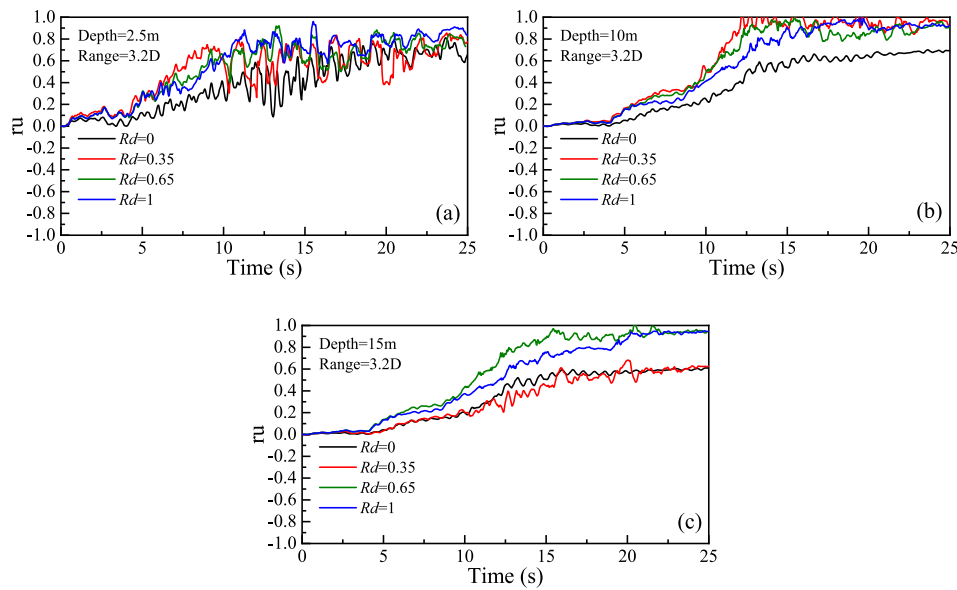 Depth=2.5m
Range=3.2D
1.0
0.8
0.6
0.4
0.2
0.0
-0.2
-0.4
-0.6
-0.8
-1.0
ru
Rd=0
Rd=0.35
Rd=0.65
Rd=1
(a)
0 5 10 15 20 25
Time (s)
Depth=10m
Range=3.2D
1.0
0.8
0.6
0.4
0.2
0.0
-0.2
-0.4
-0.6
-0.8
-1.0
ru
Rd=0
Rd=0.35
Rd=0.65
Rd=1
(b)
0 5 10 15 20 25
Time (s)
Depth=15m
Range=3.2D
1.0
0.8
0.6
0.4
0.2
0.0
-0.2
-0.4
-0.6
-0.8
-1.0
ru
Rd=0
Rd=0.35
Rd=0.65
Rd=1
(c)
0 5 10 15 20 25
Time (s)